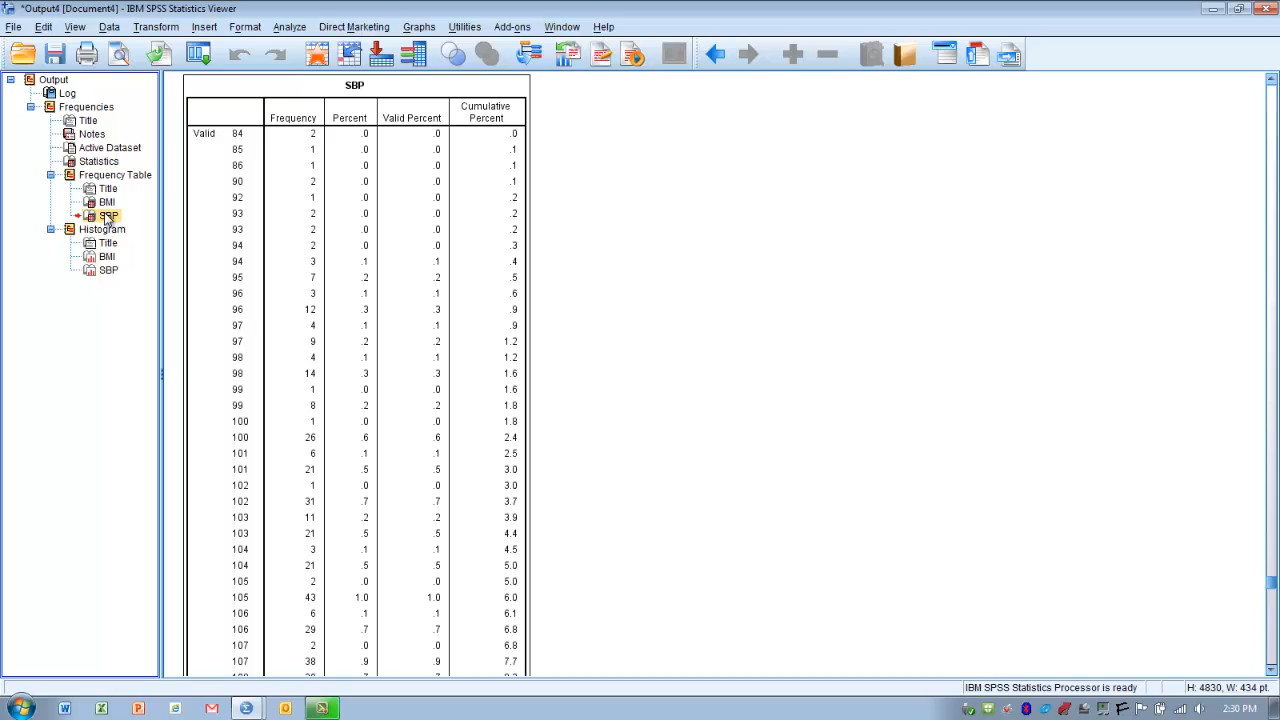 *Output4 [Document4] - IBM SPSS Statistics Viewer
File Edit View Data Transform Insert Format Direct Marketing Graphs Utilities Add-ons Window Help
Output
Log
Frequencies
Title
Notes
Active Dataset
Statistics
Frequency Table
Title
BMI
SBP
Histogram
Title
BMI
SBP
SBP
Frequency Percent Valid Percent Cumulative Percent
Valid 84 2 .0 .0 .0
85 1 .0 .0 .1
86 1 .0 .0 .1
90 2 .0 .0 .1
92 1 .0 .0 .2
93 2 .0 .0 .2
93 2 .0 .0 .2
94 2 .0 .0 .3
94 3 .1 .1 .4
95 7 .2 .2 .5
96 3 .1 .1 .6
96 12 .3 .3 .9
97 4 .1 .1 .9
97 9 .2 .2 1.2
98 4 .1 .1 1.2
98 14 .3 .3 1.6
99 1 .0 .0 1.6
99 8 .2 .2 1.8
100 1 .0 .0 1.8
100 26 .6 .6 2.4
101 6 .1 .1 2.5
101 21 .5 .5 3.0
102 1 .0 .0 3.0
102 31 .7 .7 3.7
103 11 .2 .2 3.9
103 21 .5 .5 4.4
104 3 .1 .1 4.5
104 21 .5 .5 5.0
105 2 .0 .0 5.0
105 43 1.0 1.0 6.0
106 6 .1 .1 6.1
106 29 .7 .7 6.8
107 2 .0 .0 6.8
107 38 .9 .9 7.7
IBM SPSS Statistics Processor is ready H: 4830, W: 434 pt.
2:30 PM